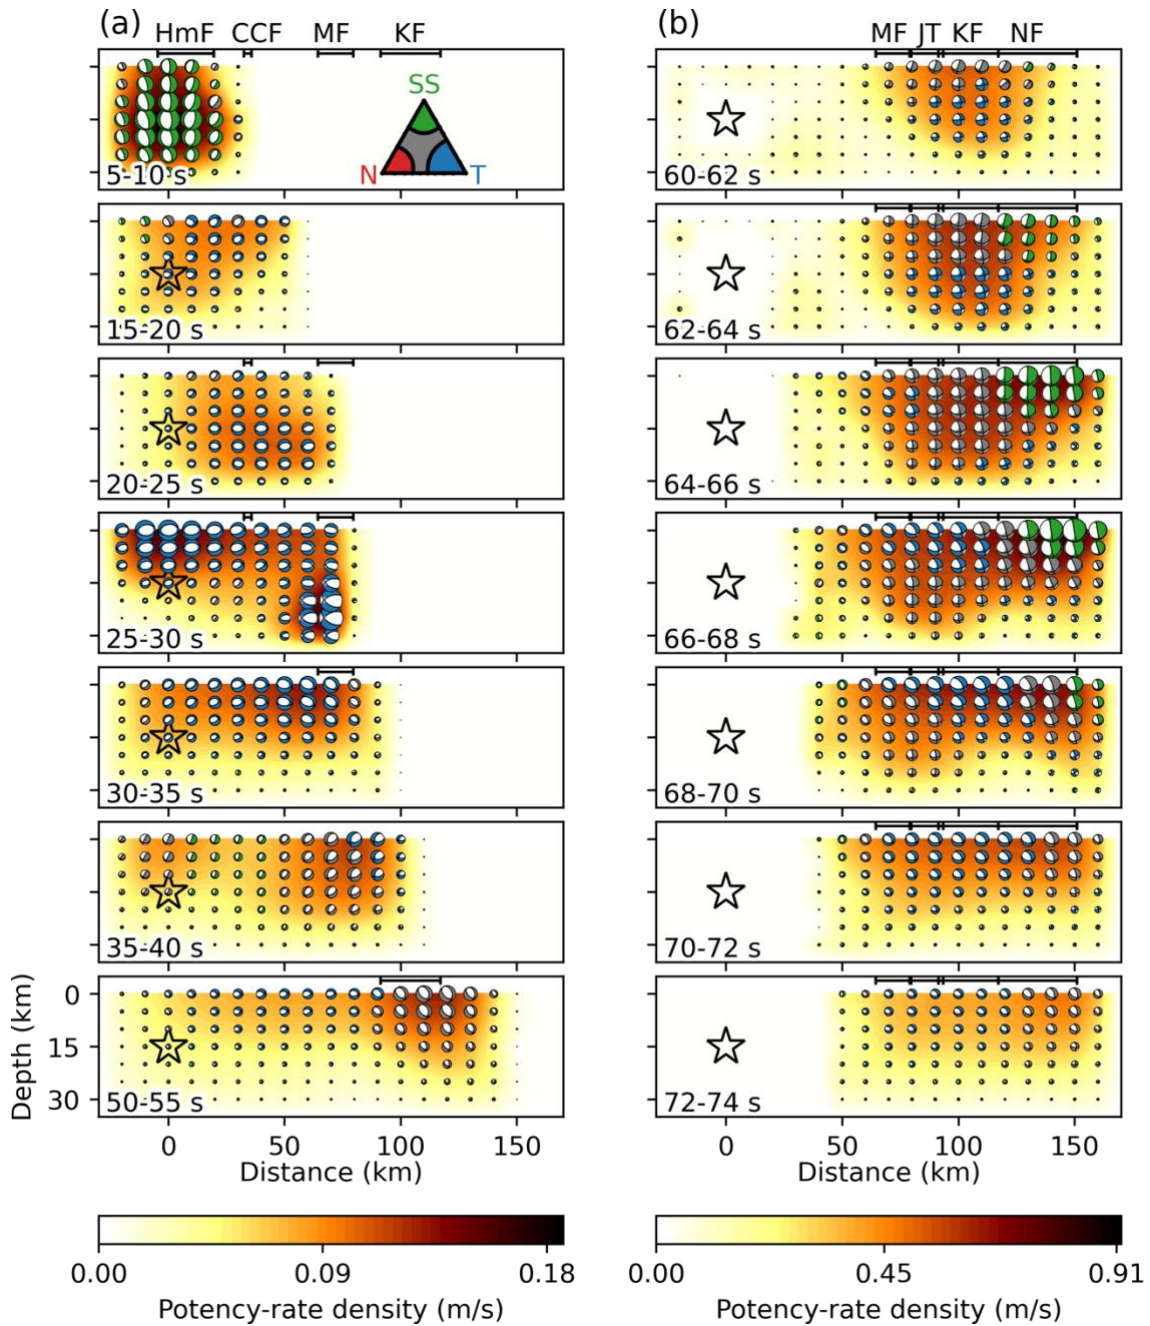 (a)
HmF CCF MF KF
SS
N T
5-10 s
15-20 s
20-25 s
25-30 s
30-35 s
35-40 s
50-55 s
Depth (km)
0
15
30
0 50 100 150
Distance (km)
0.00 0.09 0.18
Potency-rate density (m/s)
(b)
MF JT KF NF
60-62 s
62-64 s
64-66 s
66-68 s
68-70 s
70-72 s
72-74 s
0 50 100 150
Distance (km)
0.00 0.45 0.91
Potency-rate density (m/s)